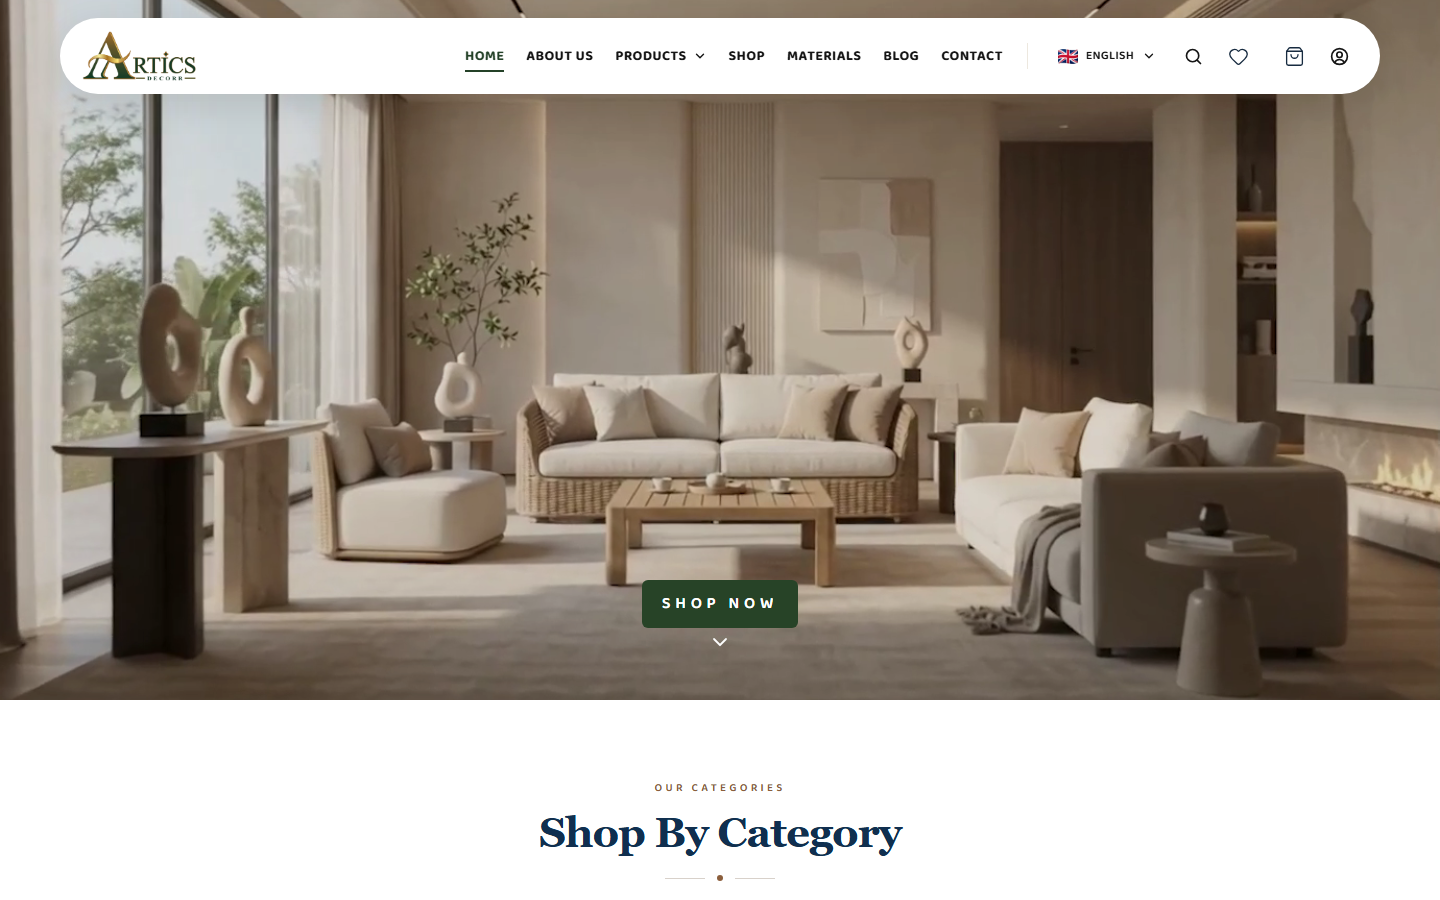 ARTICS
DECORR
HOME
ABOUT US
PRODUCTS
SHOP
MATERIALS
BLOG
CONTACT
ENGLISH
SHOP NOW
OUR CATEGORIES
Shop By Category